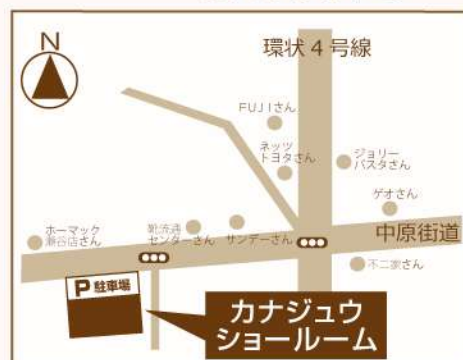 N
環状4号線
FUJIさん
ネッツ
トヨタさん
ジョリー
パスタさん
ゲオさん
ホーマック
瀬谷店さん
靴流通
センターさん
サンデーさん
中原街道
不二家さん
P 駐車場
カナジュウ
ショールーム